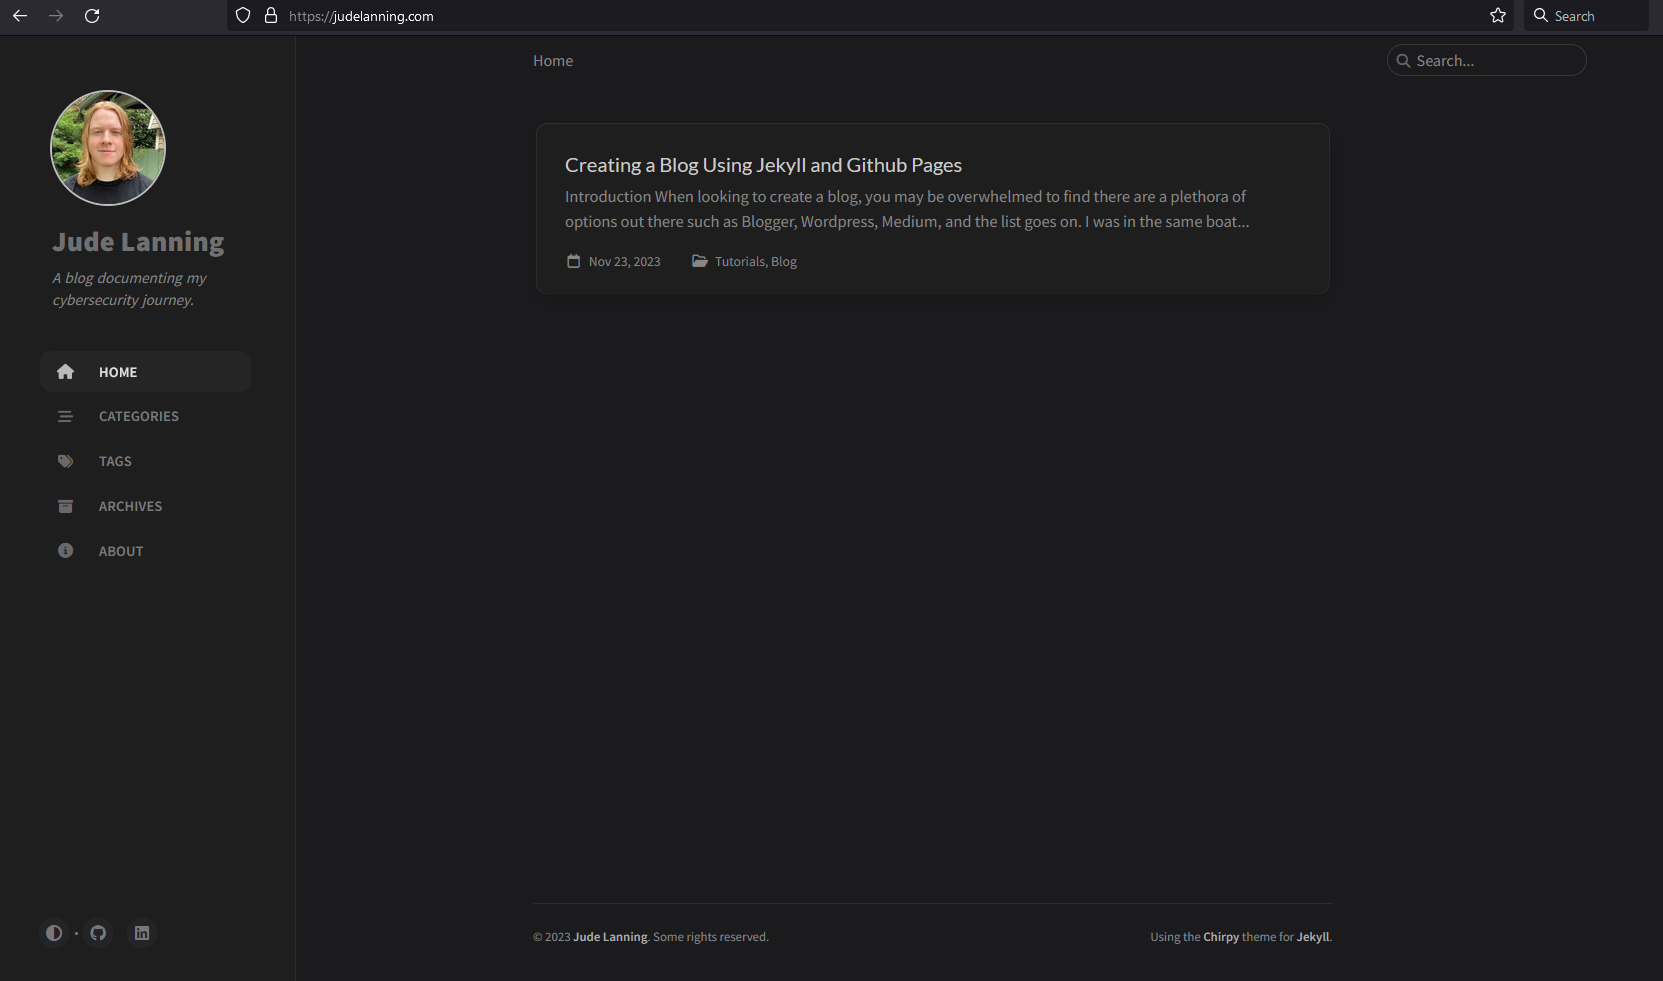 https://judelanning.com
Search
Jude Lanning
A blog documenting my
cybersecurity journey.
HOME
CATEGORIES
TAGS
ARCHIVES
ABOUT
Home
Search...
Creating a Blog Using Jekyll and Github Pages
Introduction When looking to create a blog, you may be overwhelmed to find there are a plethora of
options out there such as Blogger, Wordpress, Medium, and the list goes on. I was in the same boat...
Nov 23, 2023
Tutorials, Blog
© 2023 Jude Lanning. Some rights reserved.
Using the Chirpy theme for Jekyll.